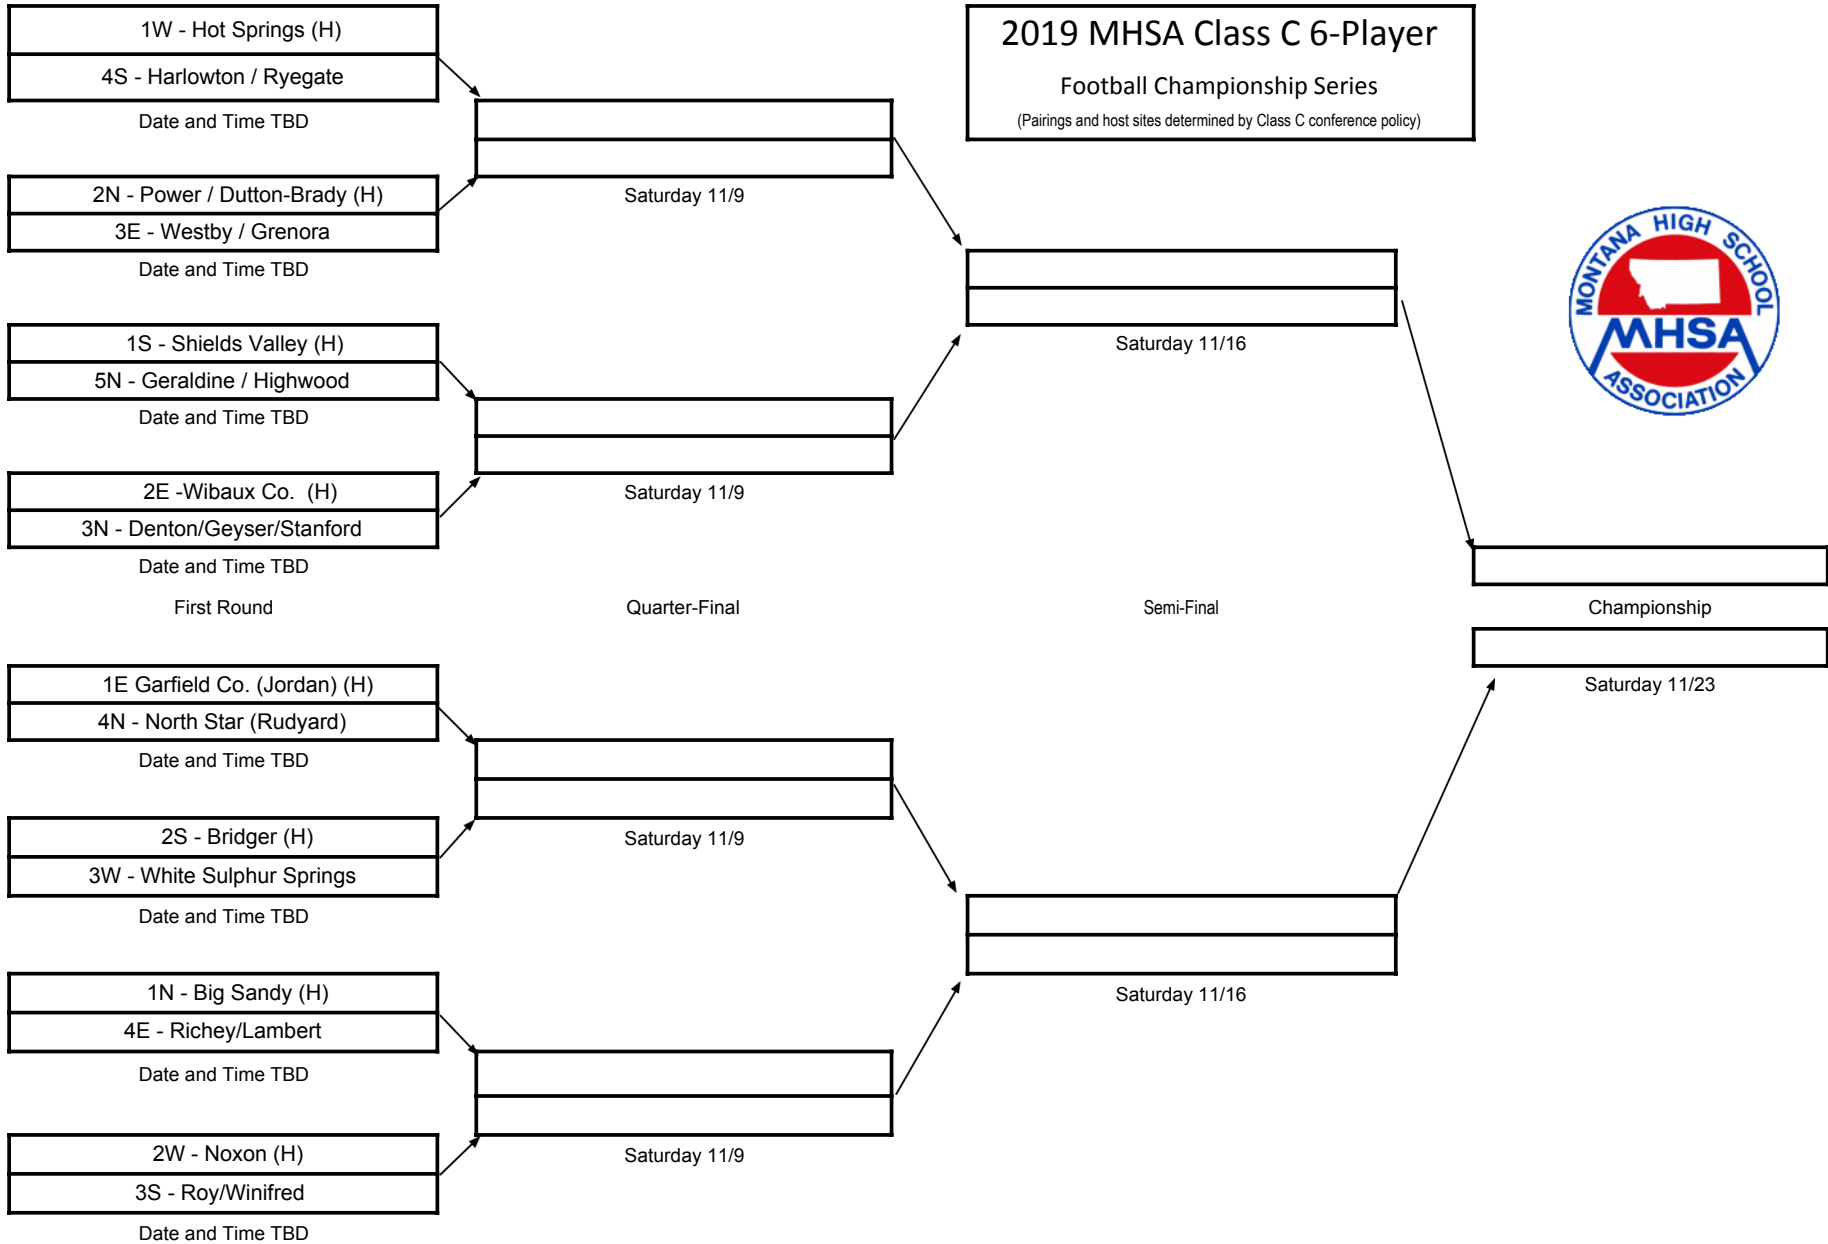 1W - Hot Springs (H)
4S - Harlowton / Ryegate
Date and Time TBD
2N - Power / Dutton-Brady (H)
3E - Westby / Grenora
Date and Time TBD
1S - Shields Valley (H)
5N - Geraldine / Highwood
Date and Time TBD
2E -Wibaux Co.  (H)
3N - Denton/Geyser/Stanford
Date and Time TBD
First Round
Saturday 11/9
Saturday 11/9
Quarter-Final
2019 MHSA Class C 6-Player
Football Championship Series
(Pairings and host sites determined by Class C conference policy)
Saturday 11/16
Semi-Final
MONTANA HIGH SCHOOL
MHSA
ASSOCIATION
Championship
Saturday 11/23
1E Garfield Co. (Jordan) (H)
4N - North Star (Rudyard)
Date and Time TBD
2S - Bridger (H)
3W - White Sulphur Springs
Date and Time TBD
1N - Big Sandy (H)
4E - Richey/Lambert
Date and Time TBD
2W - Noxon (H)
3S - Roy/Winifred
Date and Time TBD
Saturday 11/9
Saturday 11/9
Saturday 11/16